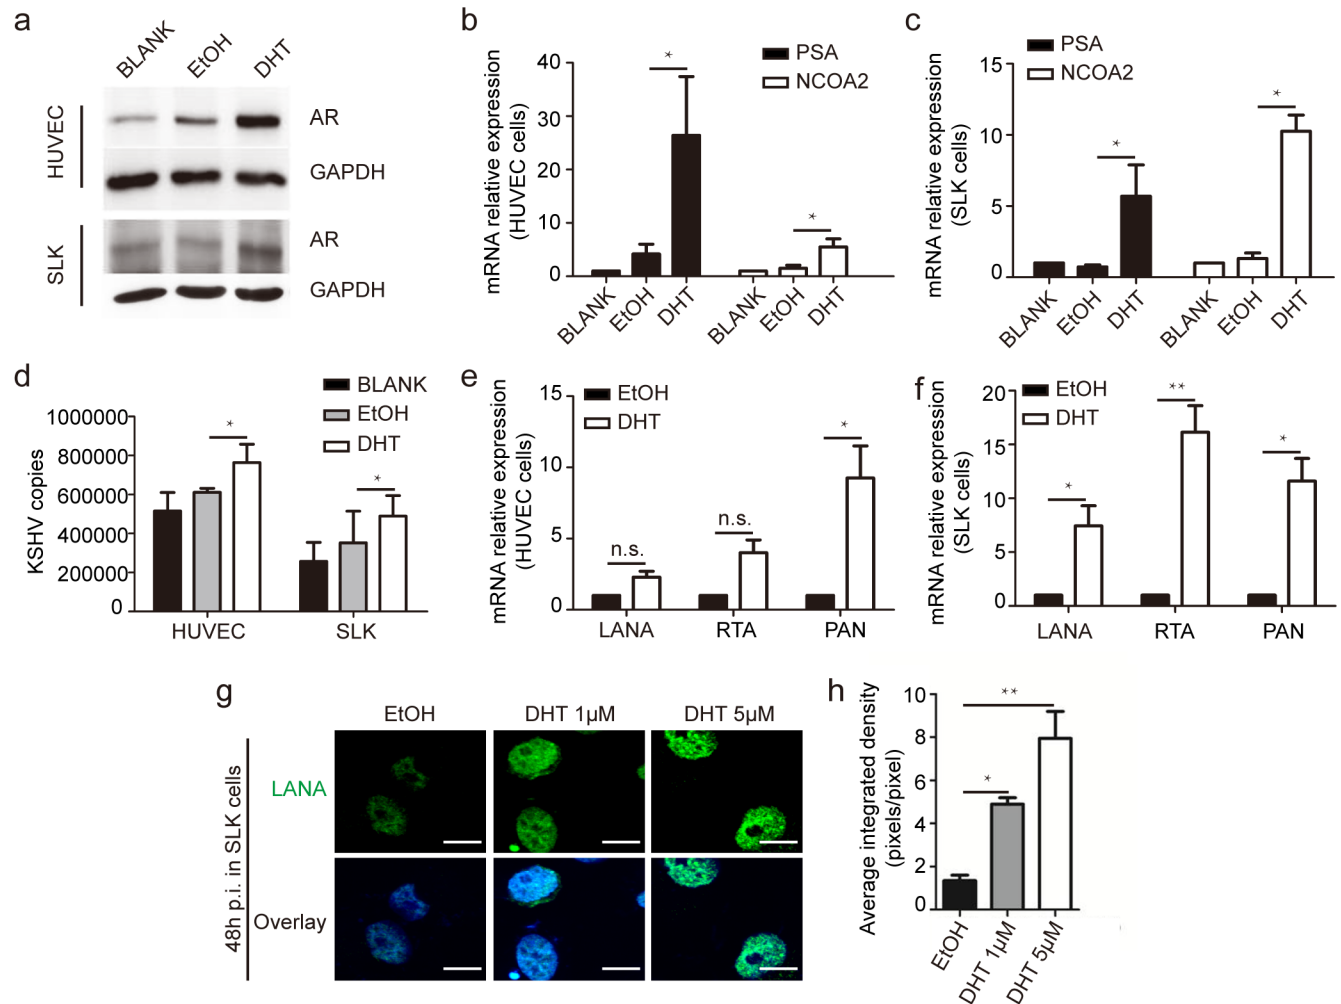 a
BLANK
EtOH
DHT
HUVEC
AR
GAPDH
SLK
AR
GAPDH
b
mRNA relative expression
(HUVEC cells)
40
30
20
10
0
PSA
NCOA2
*
*
BLANK
EtOH
DHT
BLANK
EtOH
DHT
c
mRNA relative expression
(SLK cells)
15
10
5
0
PSA
NCOA2
*
*
BLANK
EtOH
DHT
BLANK
EtOH
DHT
d
KSHV copies
1000000
800000
600000
400000
200000
0
BLANK
EtOH
DHT
*
*
HUVEC
SLK
e
mRNA relative expression
(HUVEC cells)
15
10
5
0
EtOH
DHT
n.s.
n.s.
*
LANA
RTA
PAN
f
mRNA relative expression
(SLK cells)
20
15
10
5
0
EtOH
DHT
*
**
*
LANA
RTA
PAN
g
EtOH
DHT 1μM
DHT 5μM
48h p.i. in SLK cells
LANA
Overlay
h
Average integrated density
(pixels/pixel)
10
8
6
4
2
0
*
**
EtOH
DHT 1μM
DHT 5μM